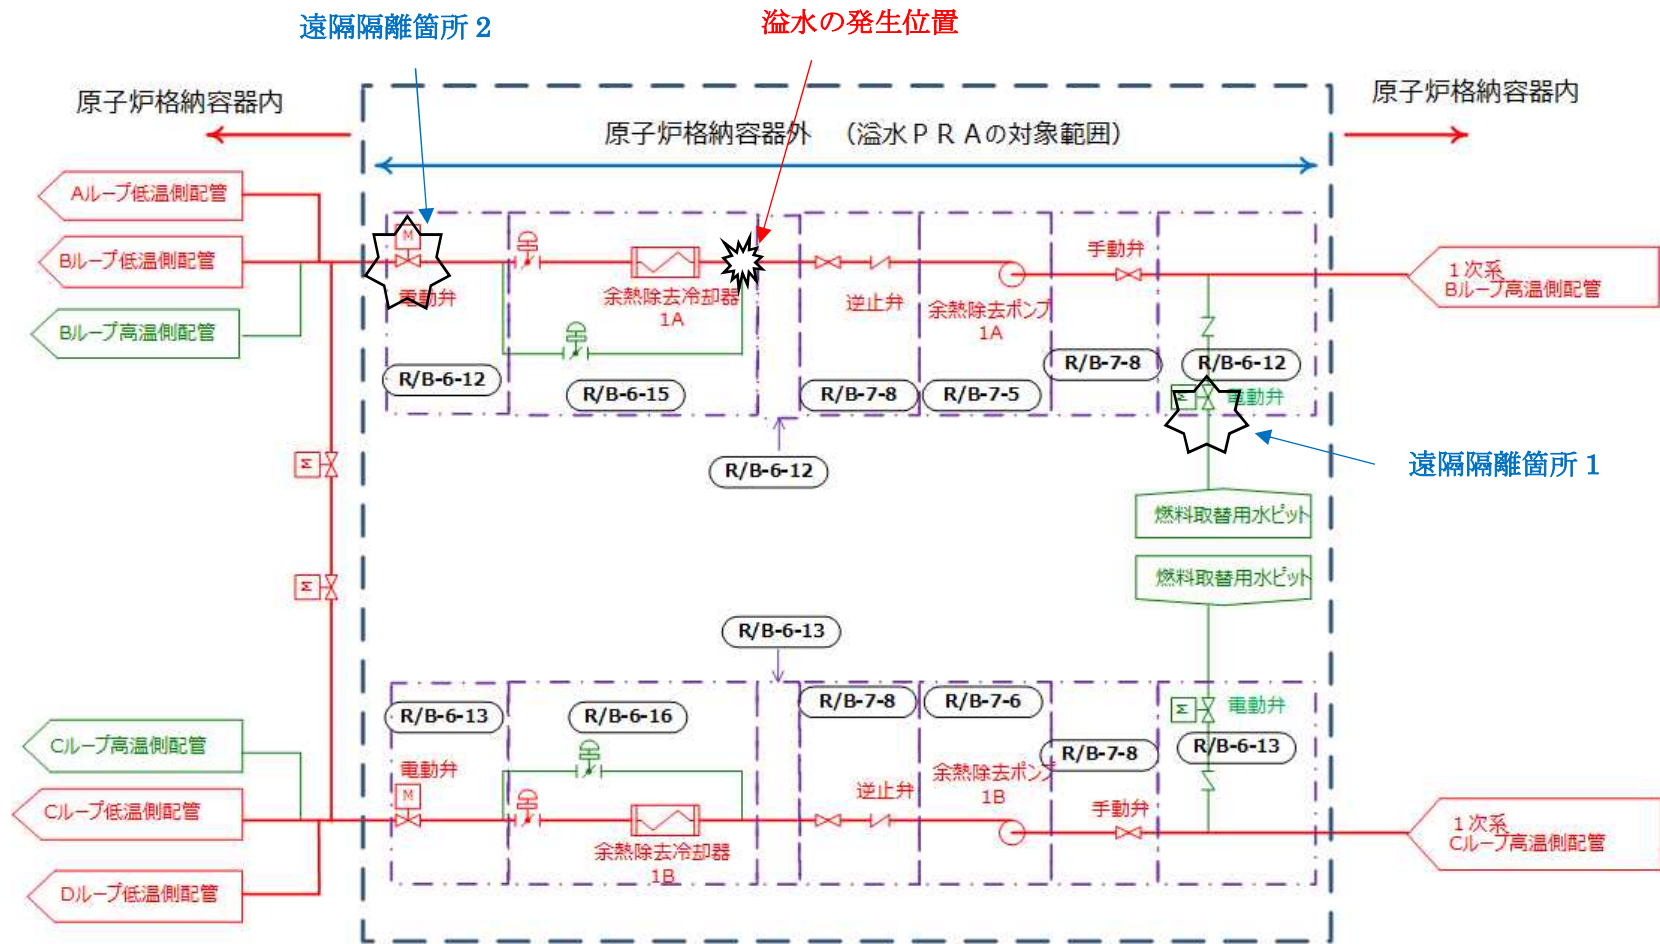 遠隔隔離箇所 2
溢水の発生位置
原子炉格納容器内
原子炉格納容器外 (溢水PRAの対象範囲)
原子炉格納容器内
Aループ低温側配管
Bループ低温側配管
Bループ高温側配管
M
電動弁
余熱除去冷却器
1A
逆止弁
余熱除去ポンプ
1A
手動弁
1次系
Bループ高温側配管
R/B-6-12
R/B-6-15
R/B-7-8
R/B-7-5
R/B-7-8
R/B-6-12
M
電動弁
R/B-6-12
遠隔隔離箇所 1
M
燃料取替用水ピット
燃料取替用水ピット
M
R/B-6-13
R/B-6-13
R/B-6-16
R/B-7-8
R/B-7-6
R/B-7-8
M
電動弁
R/B-6-13
Cループ高温側配管
Cループ低温側配管
Dループ低温側配管
電動弁
M
余熱除去冷却器
1B
逆止弁
余熱除去ポンプ
1B
手動弁
1次系
Cループ高温側配管